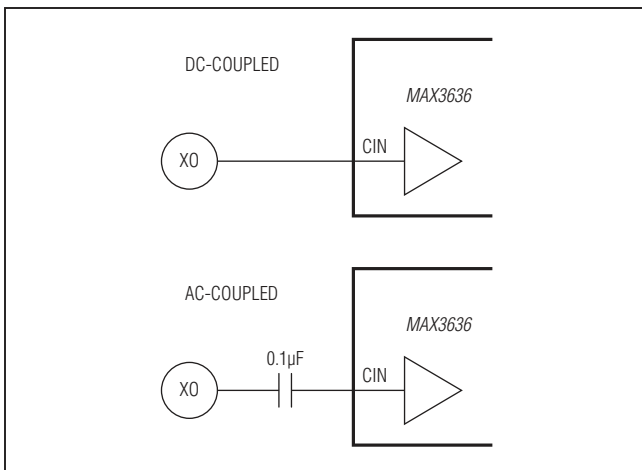 DC-COUPLED
MAX3636
XO
CIN
AC-COUPLED
MAX3636
0.1µF
XO
CIN